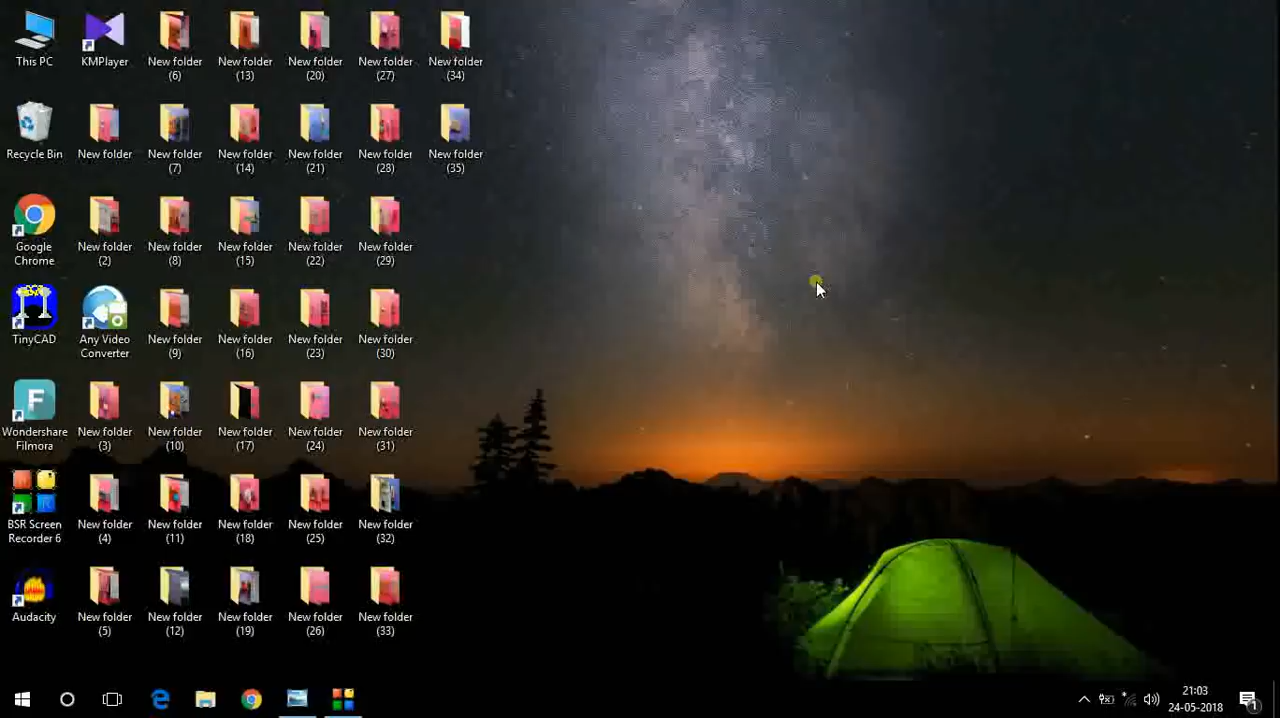 This PC
KMPlayer
New folder
(6)
New folder
(13)
New folder
(20)
New folder
(27)
New folder
(34)
Recycle Bin
New folder
New folder
(7)
New folder
(14)
New folder
(21)
New folder
(28)
New folder
(35)
Google
Chrome
New folder
(2)
New folder
(8)
New folder
(15)
New folder
(22)
New folder
(29)
TinyCAD
Any Video
Converter
New folder
(9)
New folder
(16)
New folder
(23)
New folder
(30)
Wondershare
Filmora
New folder
(3)
New folder
(10)
New folder
(17)
New folder
(24)
New folder
(31)
BSR Screen
Recorder 6
New folder
(4)
New folder
(11)
New folder
(18)
New folder
(25)
New folder
(32)
Audacity
New folder
(5)
New folder
(12)
New folder
(19)
New folder
(26)
New folder
(33)
21:03
24-05-2018
1